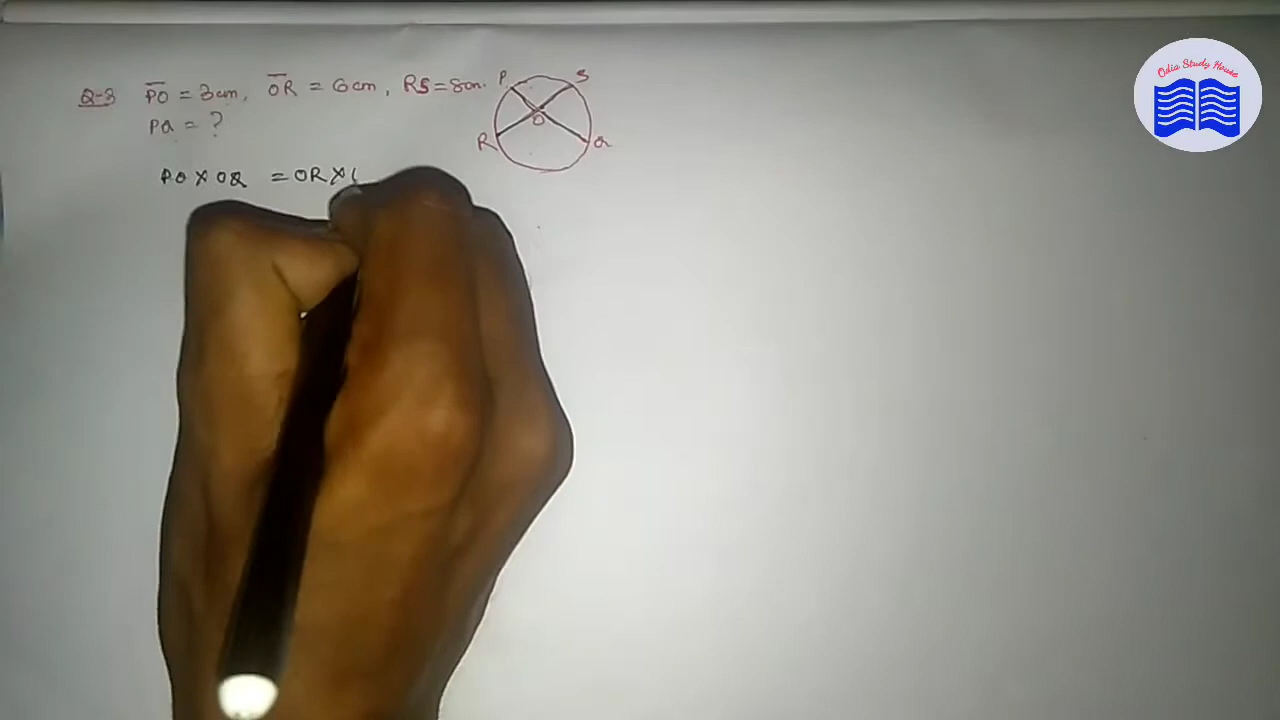 Q-3 PO = 3cm, OR = 6cm, RS = 8cm.
PQ = ?
PO × OQ = OR ×
P
S
O
R
Q
Odia Study House